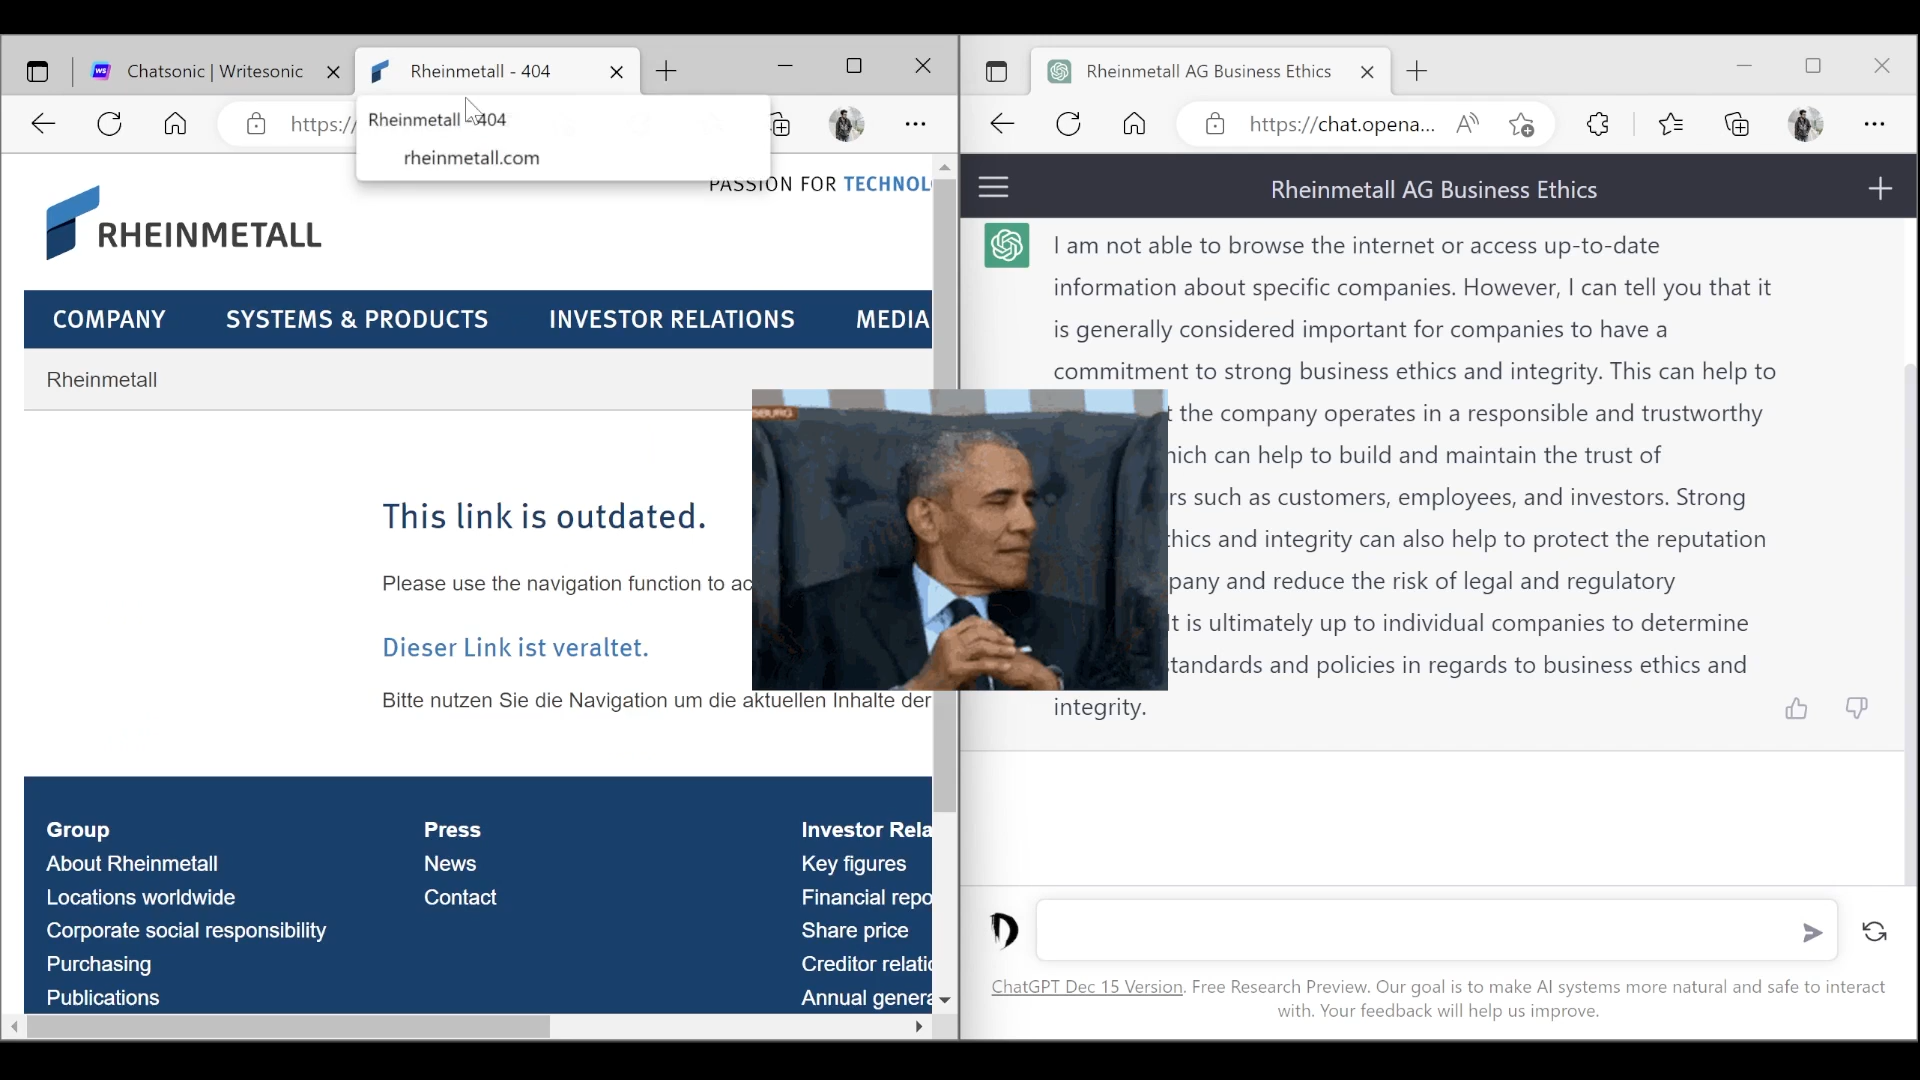 Chatsonic | Writesonic
Rheinmetall - 404
https:/
Rheinmetall - 404
rheinmetall.com
PASSION FOR TECHNOL
RHEINMETALL
COMPANY
SYSTEMS & PRODUCTS
INVESTOR RELATIONS
MEDIA
Rheinmetall
This link is outdated.
Please use the navigation function to ac
Dieser Link ist veraltet.
Bitte nutzen Sie die Navigation um die aktuellen Inhalte der
Group
About Rheinmetall
Locations worldwide
Corporate social responsibility
Purchasing
Publications
Press
News
Contact
Investor Rela
Key figures
Financial repo
Share price
Creditor relatio
Annual genera
SBURG
Rheinmetall AG Business Ethics
https://chat.opena...
Rheinmetall AG Business Ethics
I am not able to browse the internet or access up-to-date
information about specific companies. However, I can tell you that it
is generally considered important for companies to have a
commitment to strong business ethics and integrity. This can help to
t the company operates in a responsible and trustworthy
hich can help to build and maintain the trust of
rs such as customers, employees, and investors. Strong
thics and integrity can also help to protect the reputation
pany and reduce the risk of legal and regulatory
It is ultimately up to individual companies to determine
standards and policies in regards to business ethics and
integrity.
ChatGPT Dec 15 Version. Free Research Preview. Our goal is to make AI systems more natural and safe to interact
with. Your feedback will help us improve.